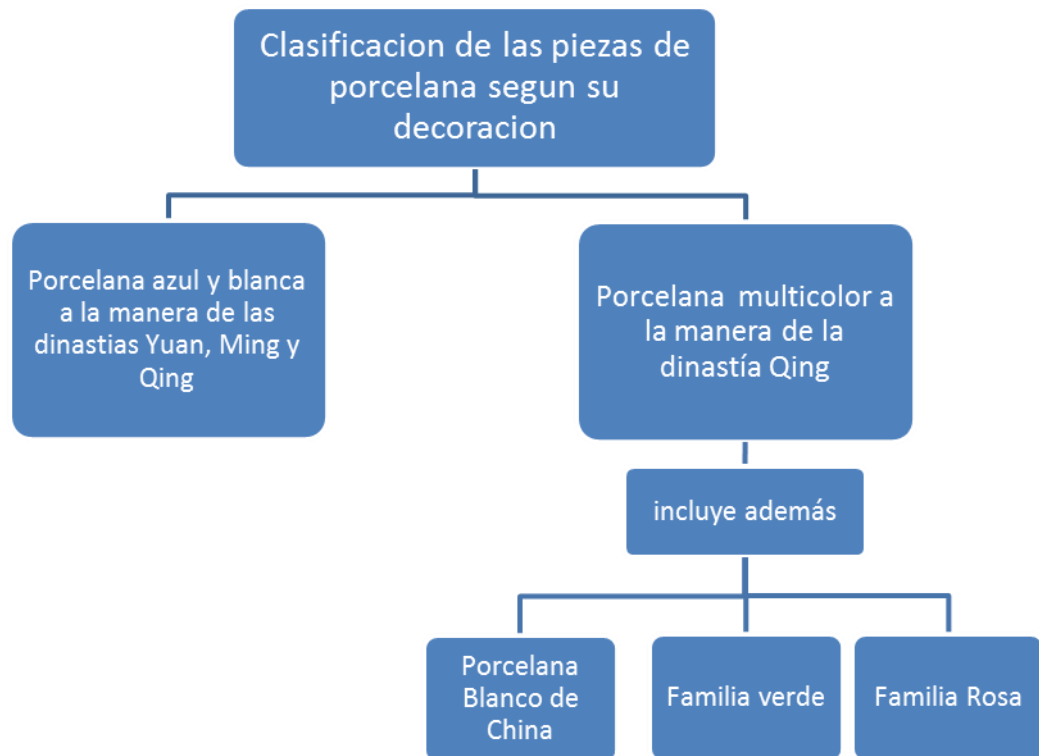 Clasificacion de las piezas de
porcelana segun su
decoracion
Porcelana azul y blanca
a la manera de las
dinastias Yuan, Ming y
Qing
Porcelana multicolor a
la manera de la
dinastía Qing
incluye además
Porcelana
Blanco de
China
Familia verde
Familia Rosa